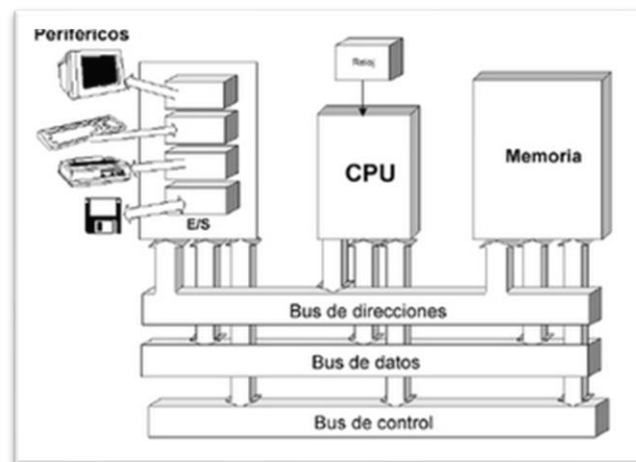 Periféricos
Reloj
CPU
Memoria
E/S
Bus de direcciones
Bus de datos
Bus de control